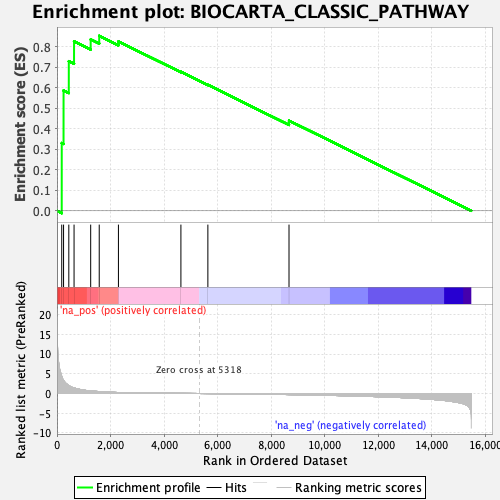 Enrichment plot: BIOCARTA_CLASSIC_PATHWAY
Enrichment score (ES)
0.8
0.7
0.6
0.5
0.4
0.3
0.2
0.1
0.0
'na_pos' (positively correlated)
Ranked list metric (PreRanked)
20
15
10
5
0
-5
-10
Zero cross at 5318
'na_neg' (negatively correlated)
0 2,000 4,000 6,000 8,000 10,000 12,000 14,000 16,000
Rank in Ordered Dataset
Enrichment profile Hits Ranking metric scores